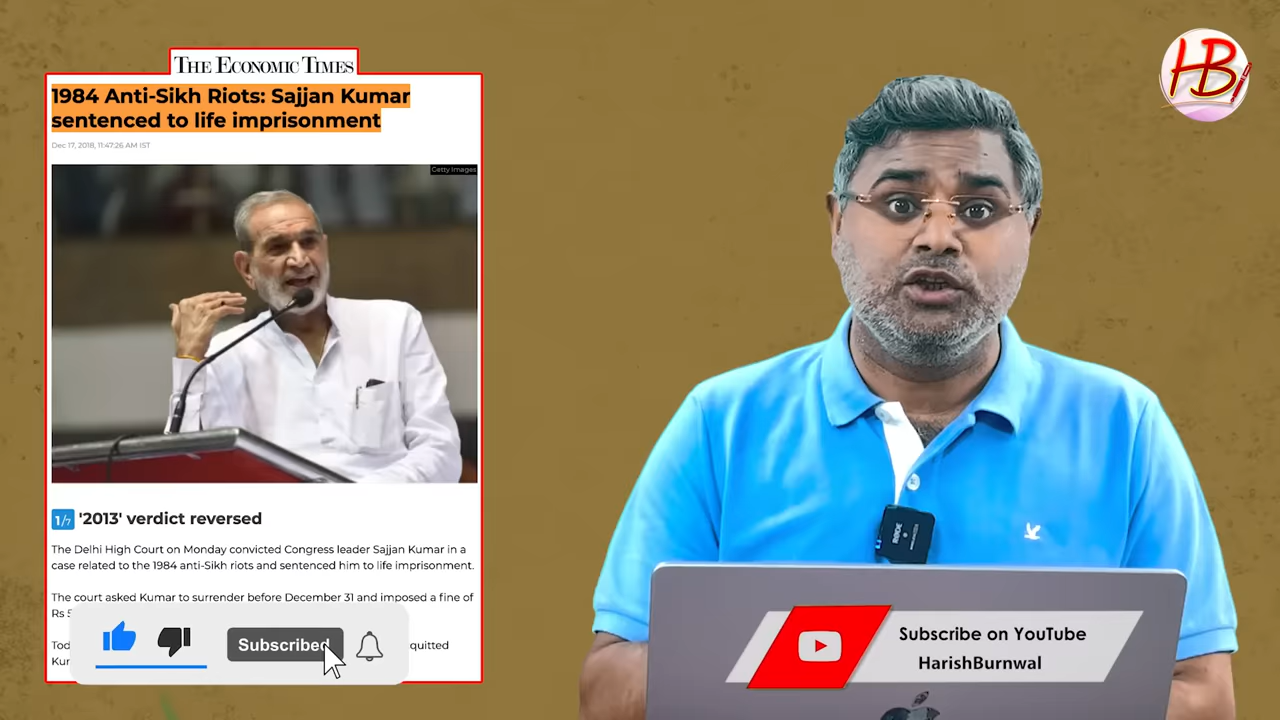 THE ECONOMIC TIMES
1984 Anti-Sikh Riots: Sajjan Kumar
sentenced to life imprisonment
Dec 17, 2018, 11:47:26 AM IST
Getty Images
1/7 '2013' verdict reversed
The Delhi High Court on Monday convicted Congress leader Sajjan Kumar in a
case related to the 1984 anti-Sikh riots and sentenced him to life imprisonment.
The court asked Kumar to surrender before December 31 and imposed a fine of
Rs
quitted
Subscribed
HBj
RODE
Subscribe on YouTube
HarishBurnwal